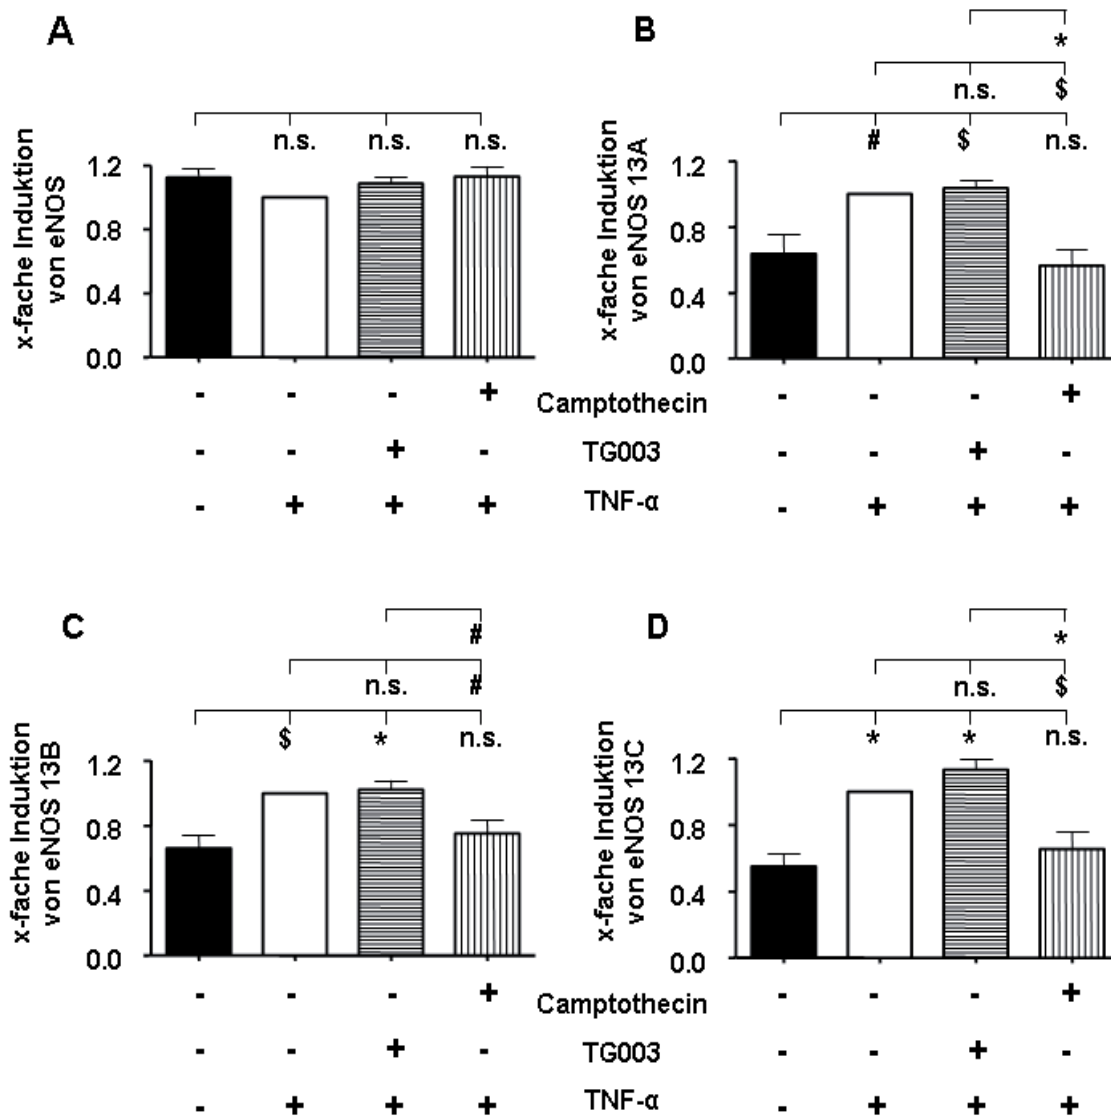 A
n.s. n.s. n.s.
x-fache Induktion
von eNOS
1.2
0.8
0.4
0.0
- - - +
- - + -
- + + +
B
*
n.s. $
# $ n.s.
x-fache Induktion
von eNOS 13A
1.2
0.8
0.4
0.0
Camptothecin - - - +
TG003 - - + -
TNF-α - + + +
C
#
n.s. #
$ * n.s.
x-fache Induktion
von eNOS 13B
1.2
0.8
0.4
0.0
- - - +
- - + -
- + + +
D
*
n.s. $
* * n.s.
x-fache Induktion
von eNOS 13C
1.2
0.8
0.4
0.0
Camptothecin - - - +
TG003 - - + -
TNF-α - + + +